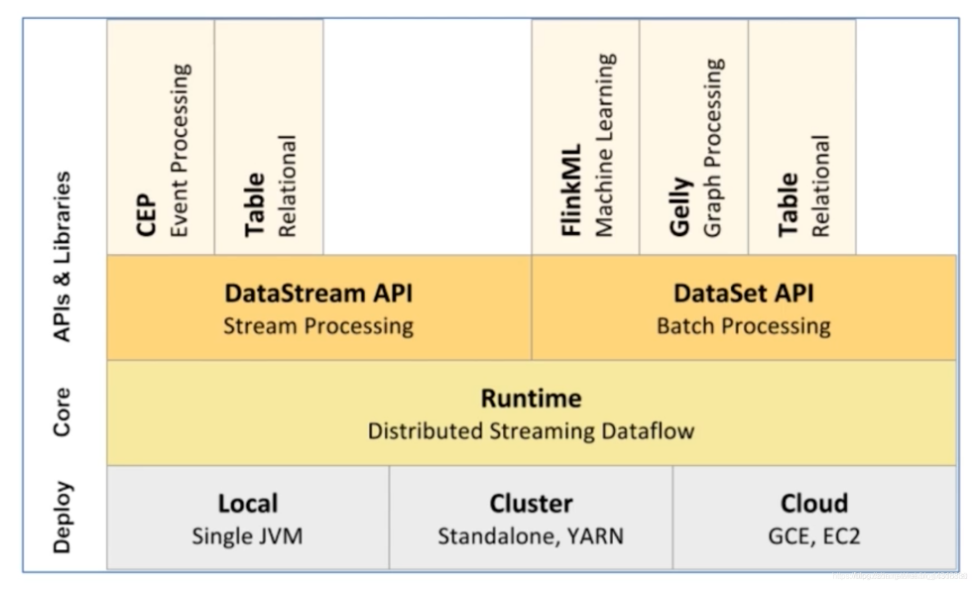 APIs & Libraries
CEP
Event Processing
Table
Relational
FlinkML
Machine Learning
Gelly
Graph Processing
Table
Relational
DataStream API
Stream Processing
DataSet API
Batch Processing
Core
Runtime
Distributed Streaming Dataflow
Deploy
Local
Single JVM
Cluster
Standalone, YARN
Cloud
GCE, EC2